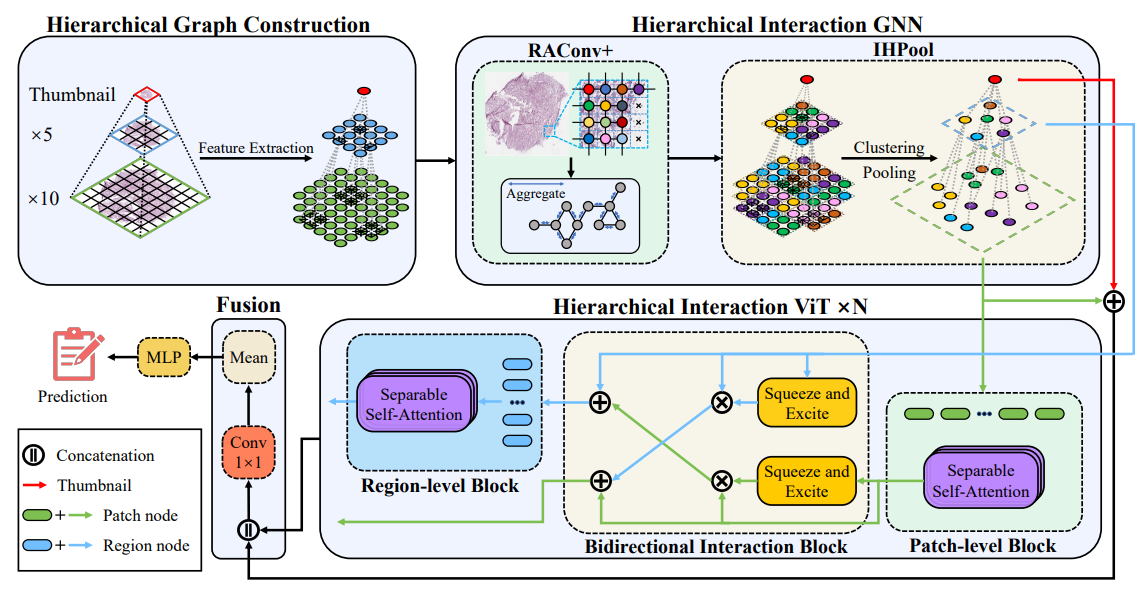 Hierarchical Graph Construction
Thumbnail
×5
×10
Feature Extraction
Hierarchical Interaction GNN
RAConv+
Aggregate
IHPool
Clustering
Pooling
Fusion
Hierarchical Interaction ViT ×N
Prediction
MLP
Mean
Conv
1×1
Separable
Self-Attention
Region-level Block
Squeeze and
Excite
Squeeze and
Excite
Bidirectional Interaction Block
Separable
Self-Attention
Patch-level Block
Concatenation
Thumbnail
+ Patch node
+ Region node